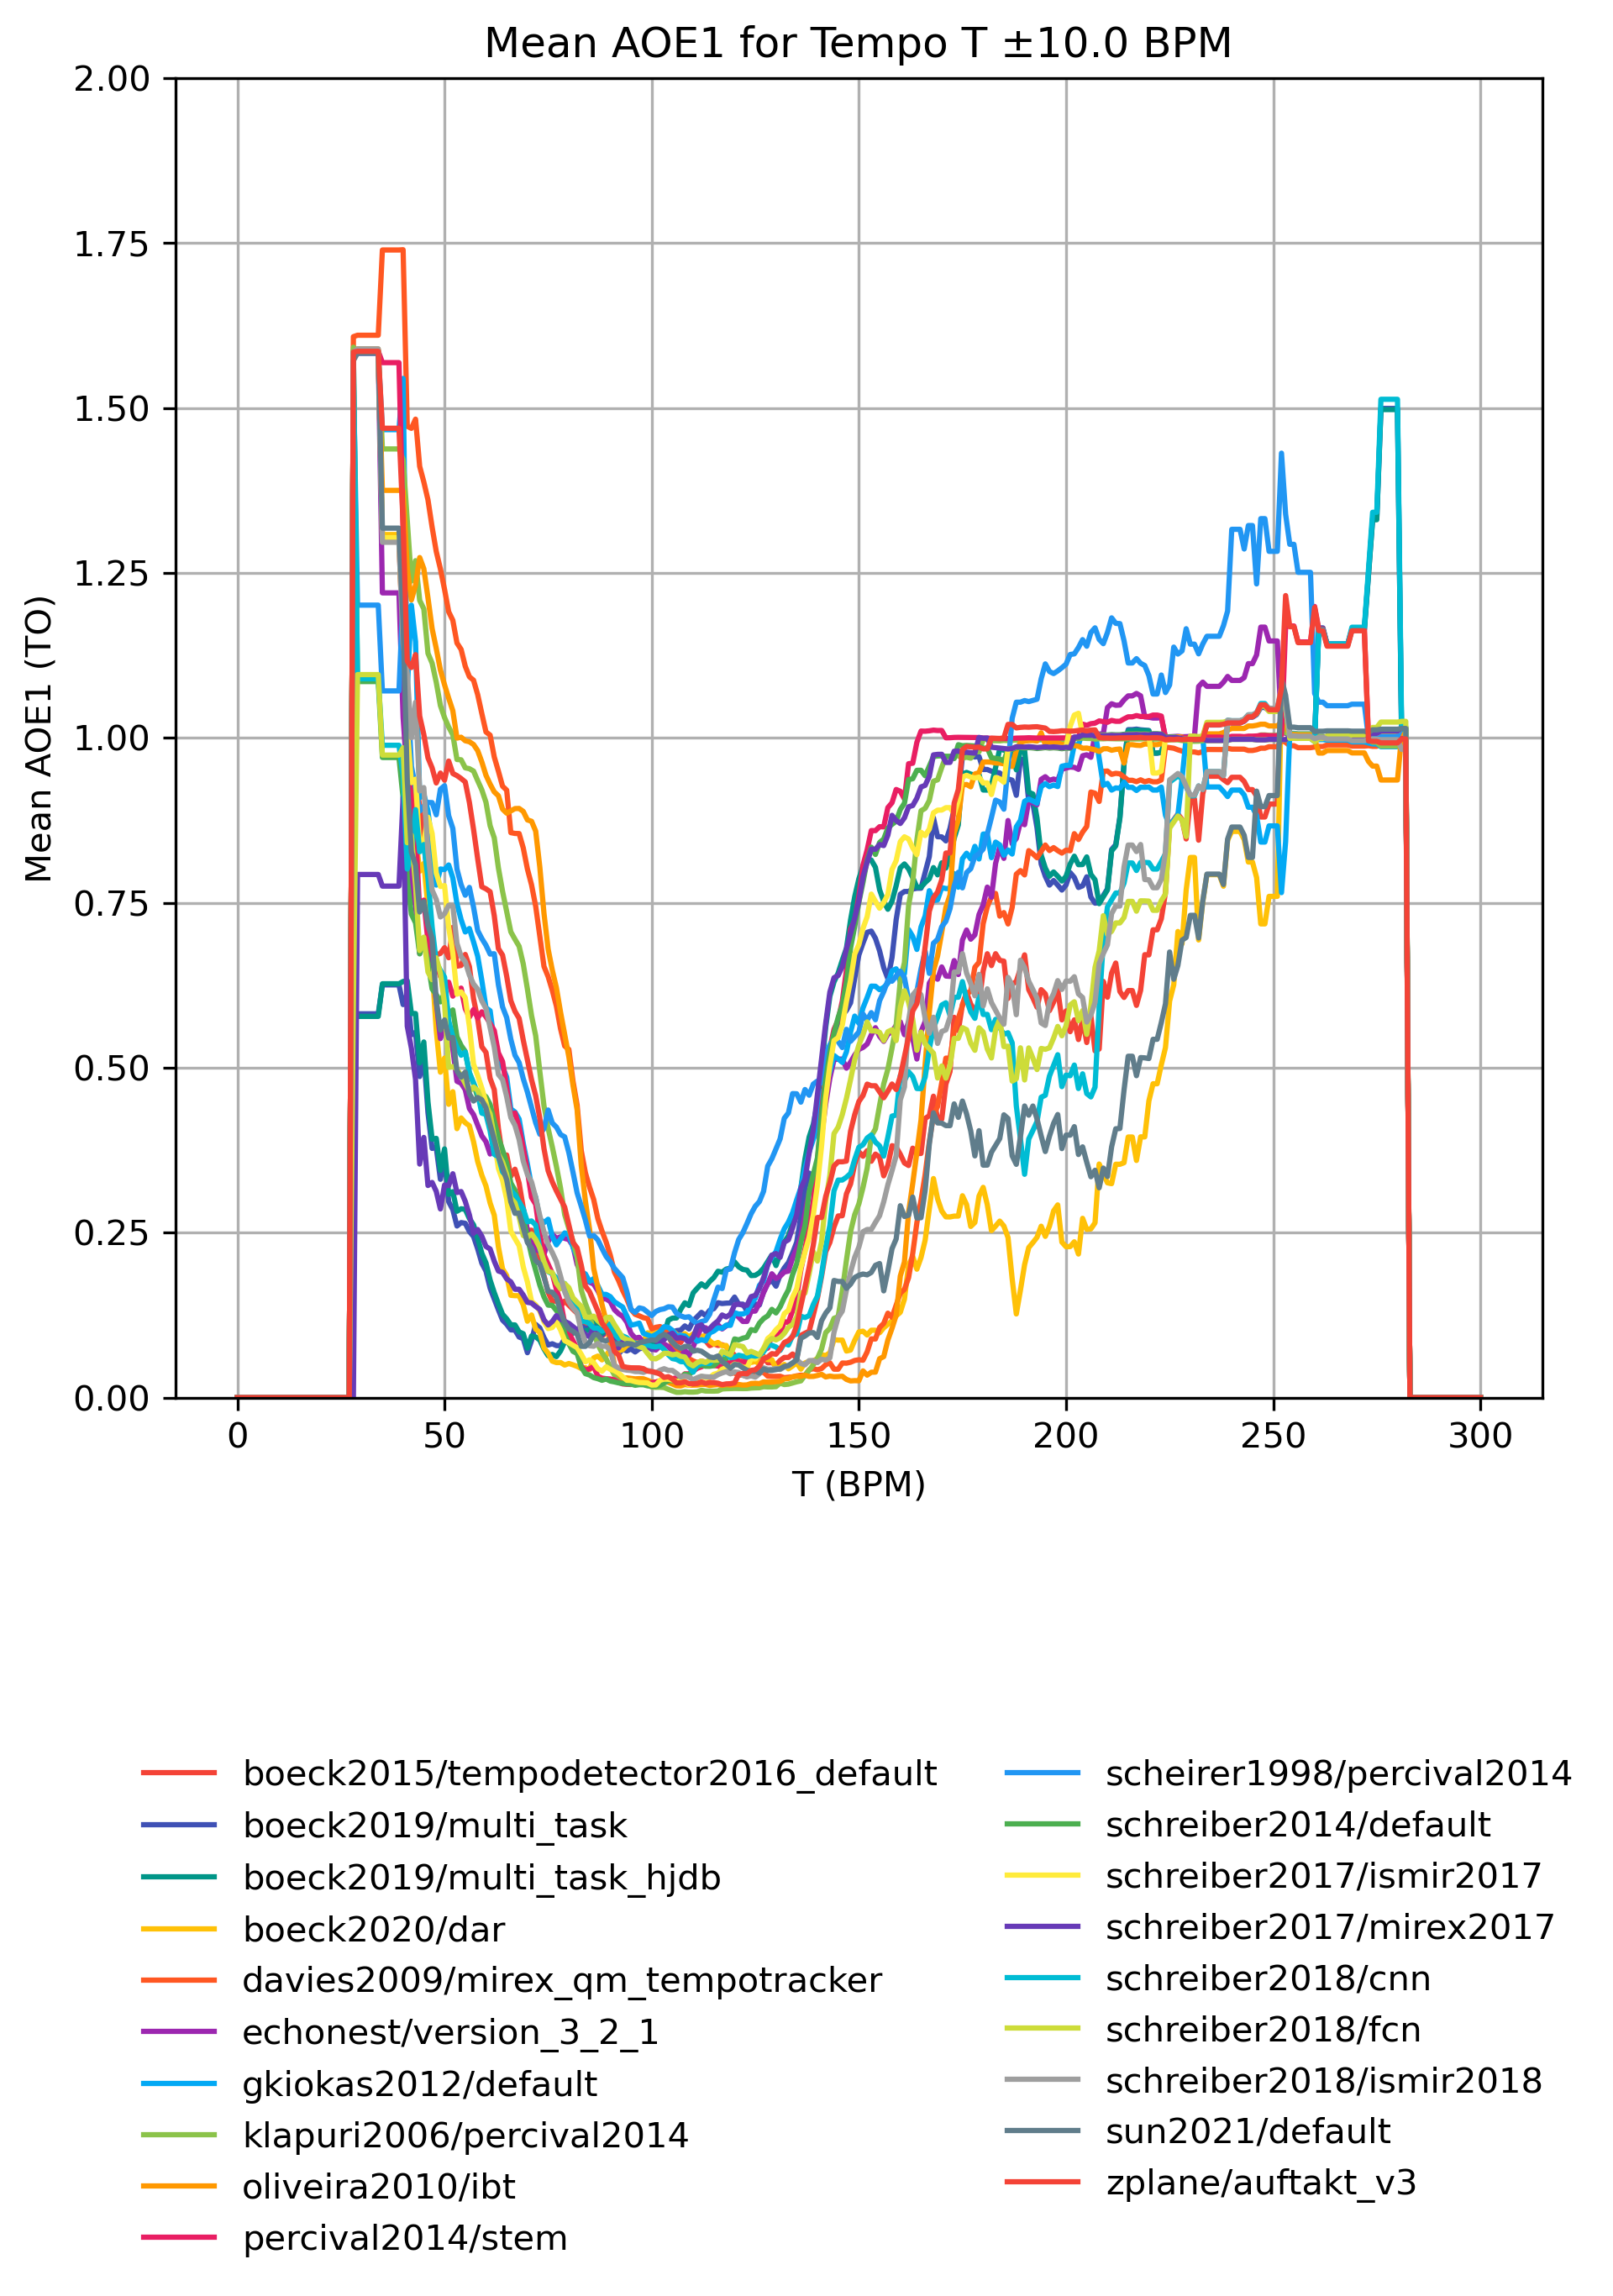 Mean AOE1 for Tempo T ±10.0 BPM
2.00
1.75
1.50
1.25
1.00
0.75
0.50
0.25
0.00
Mean AOE1 (TO)
0 50 100 150 200 250 300
T (BPM)
boeck2015/tempodetector2016_default
boeck2019/multi_task
boeck2019/multi_task_hjdb
boeck2020/dar
davies2009/mirex_qm_tempotracker
echonest/version_3_2_1
gkiokas2012/default
klapuri2006/percival2014
oliveira2010/ibt
percival2014/stem
scheirer1998/percival2014
schreiber2014/default
schreiber2017/ismir2017
schreiber2017/mirex2017
schreiber2018/cnn
schreiber2018/fcn
schreiber2018/ismir2018
sun2021/default
zplane/auftakt_v3